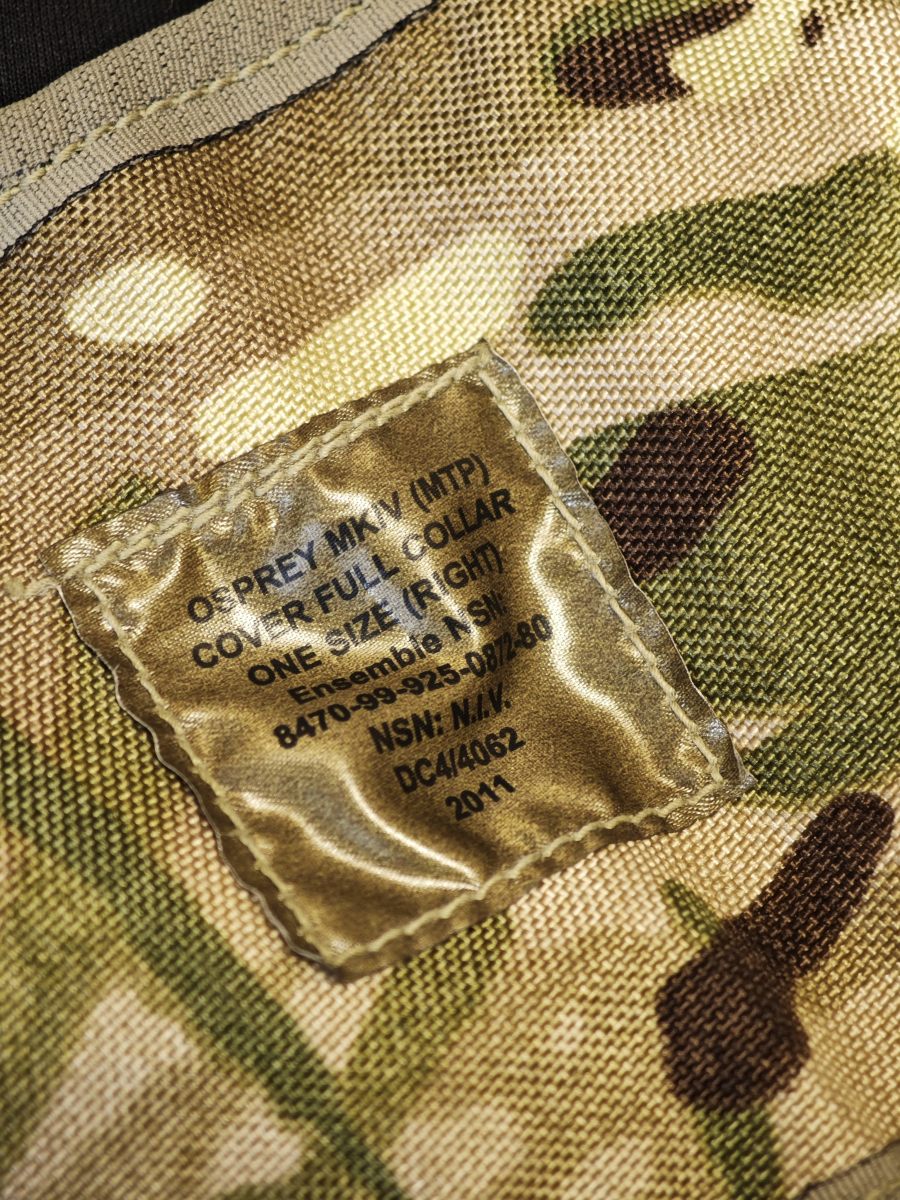 OSPREY MKIV (MTP)
COVER FULL COLLAR
ONE SIZE (RIGHT)
Ensemble NSN:
8470-99-925-0872-80
NSN: N.I.V.
DC4/4062
2011